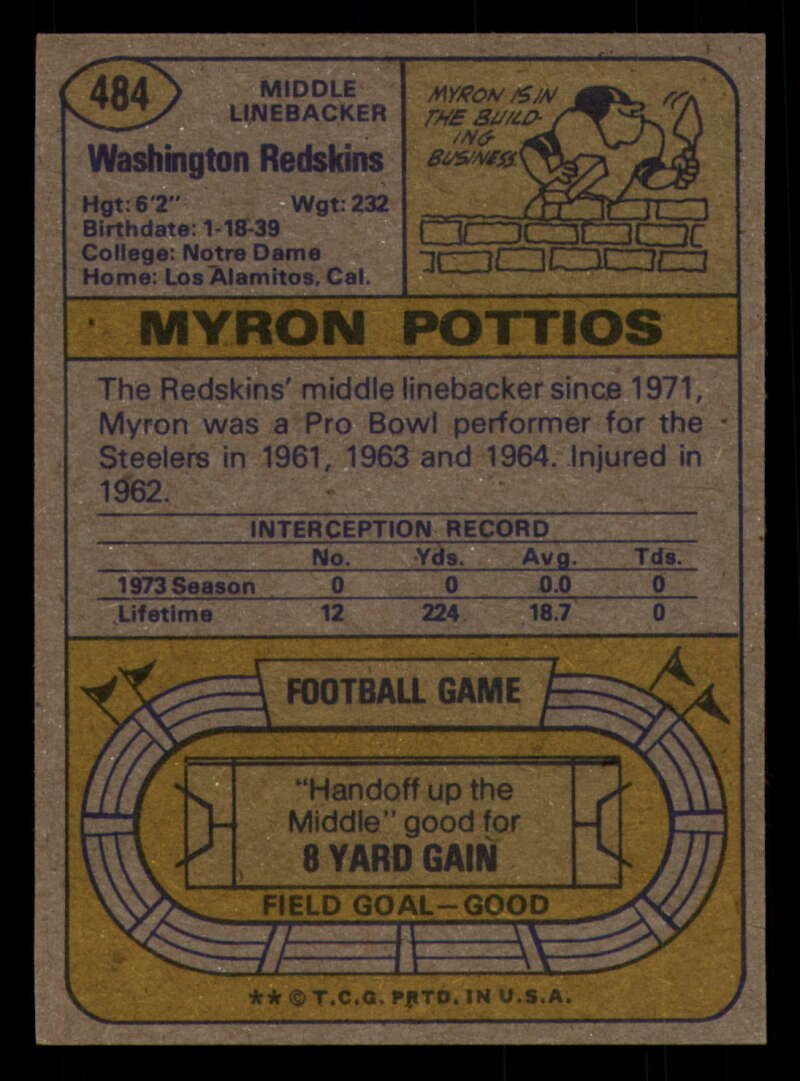 484
MIDDLE
LINEBACKER
Washington Redskins
Hgt: 6'2" Wgt: 232
Birthdate: 1-18-39
College: Notre Dame
Home: Los Alamitos, Cal.
MYRON IS IN
THE BUILD-
ING
BUSINESS.
MYRON POTTIOS
The Redskins' middle linebacker since 1971,
Myron was a Pro Bowl performer for the
Steelers in 1961, 1963 and 1964. Injured in
1962.
INTERCEPTION RECORD
No. Yds. Avg. Tds.
1973 Season 0 0 0.0 0
Lifetime 12 224 18.7 0
FOOTBALL GAME
"Handoff up the
Middle" good for
8 YARD GAIN
FIELD GOAL—GOOD
** © T.C.G. PRTD. IN U.S.A.